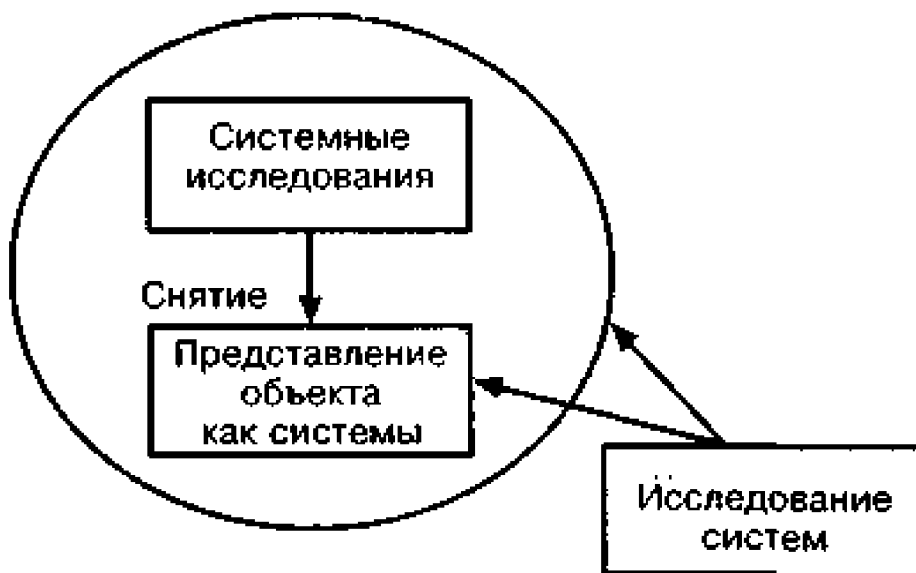 Системные
исследования
Снятие
Представление
объекта
как системы
Исследование
систем